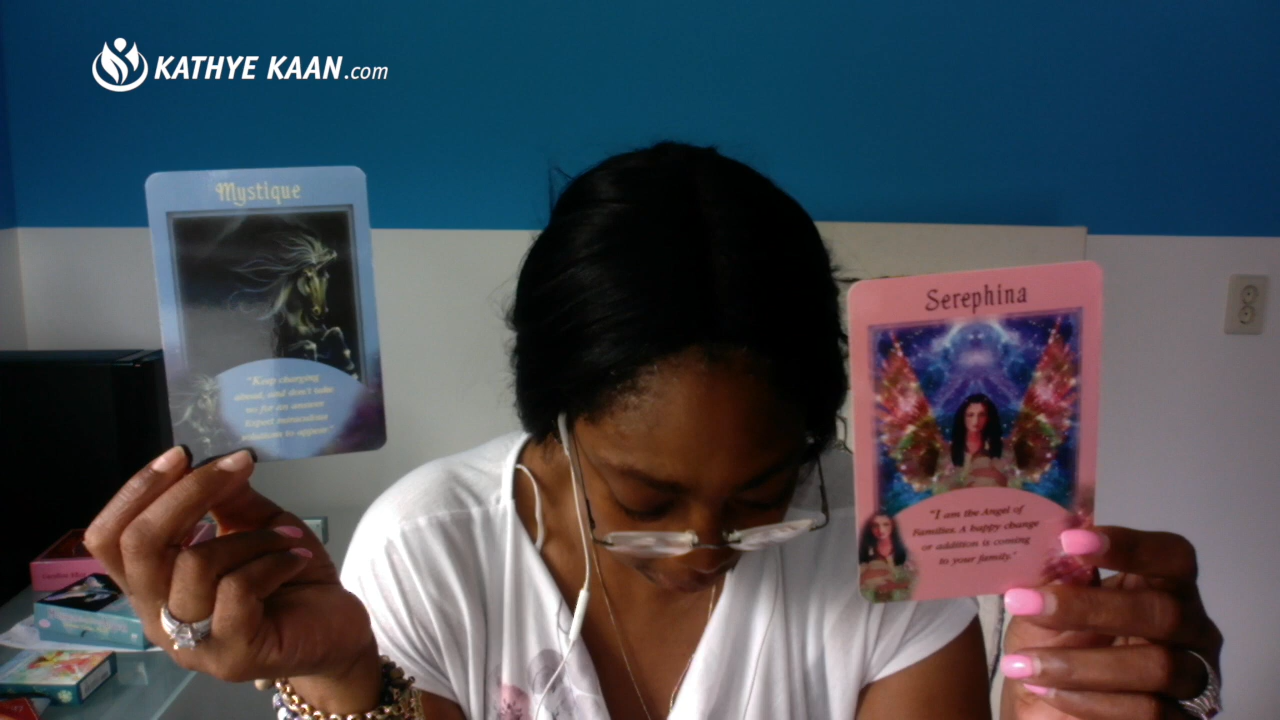 KATHYE KAAN.com
Mystique
"Keep charging
ahead, and don't take
no for an answer
Expect miraculous
solutions to appear."
Serephina
"I am the Angel of
Families. A happy change
or addition is coming
to your family."